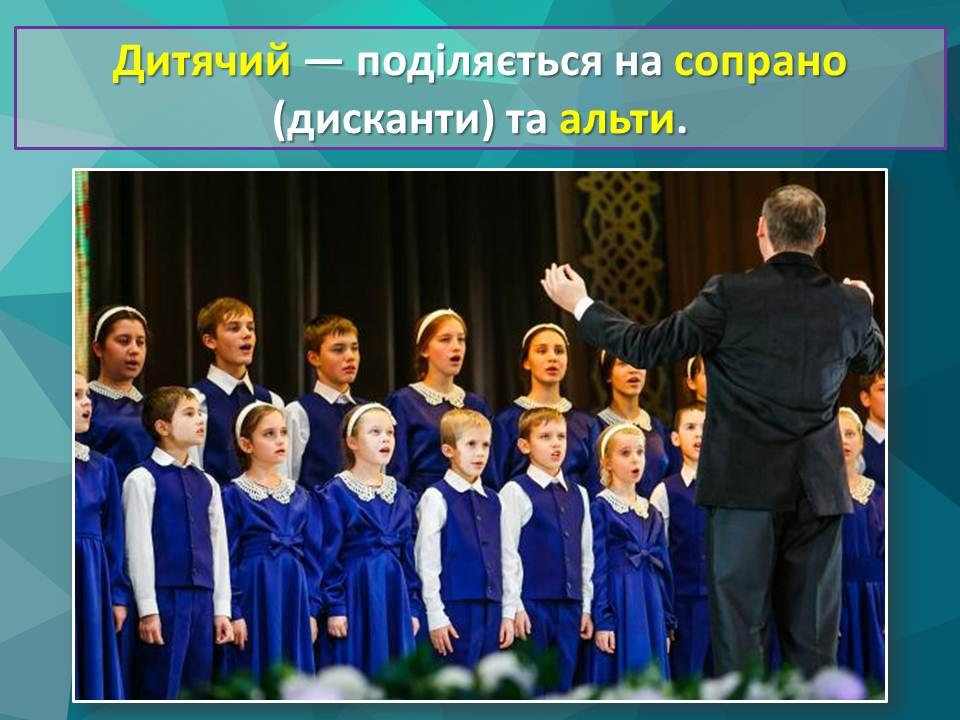 Дитячий — поділяється на сопрано
(дисканти) та альти.